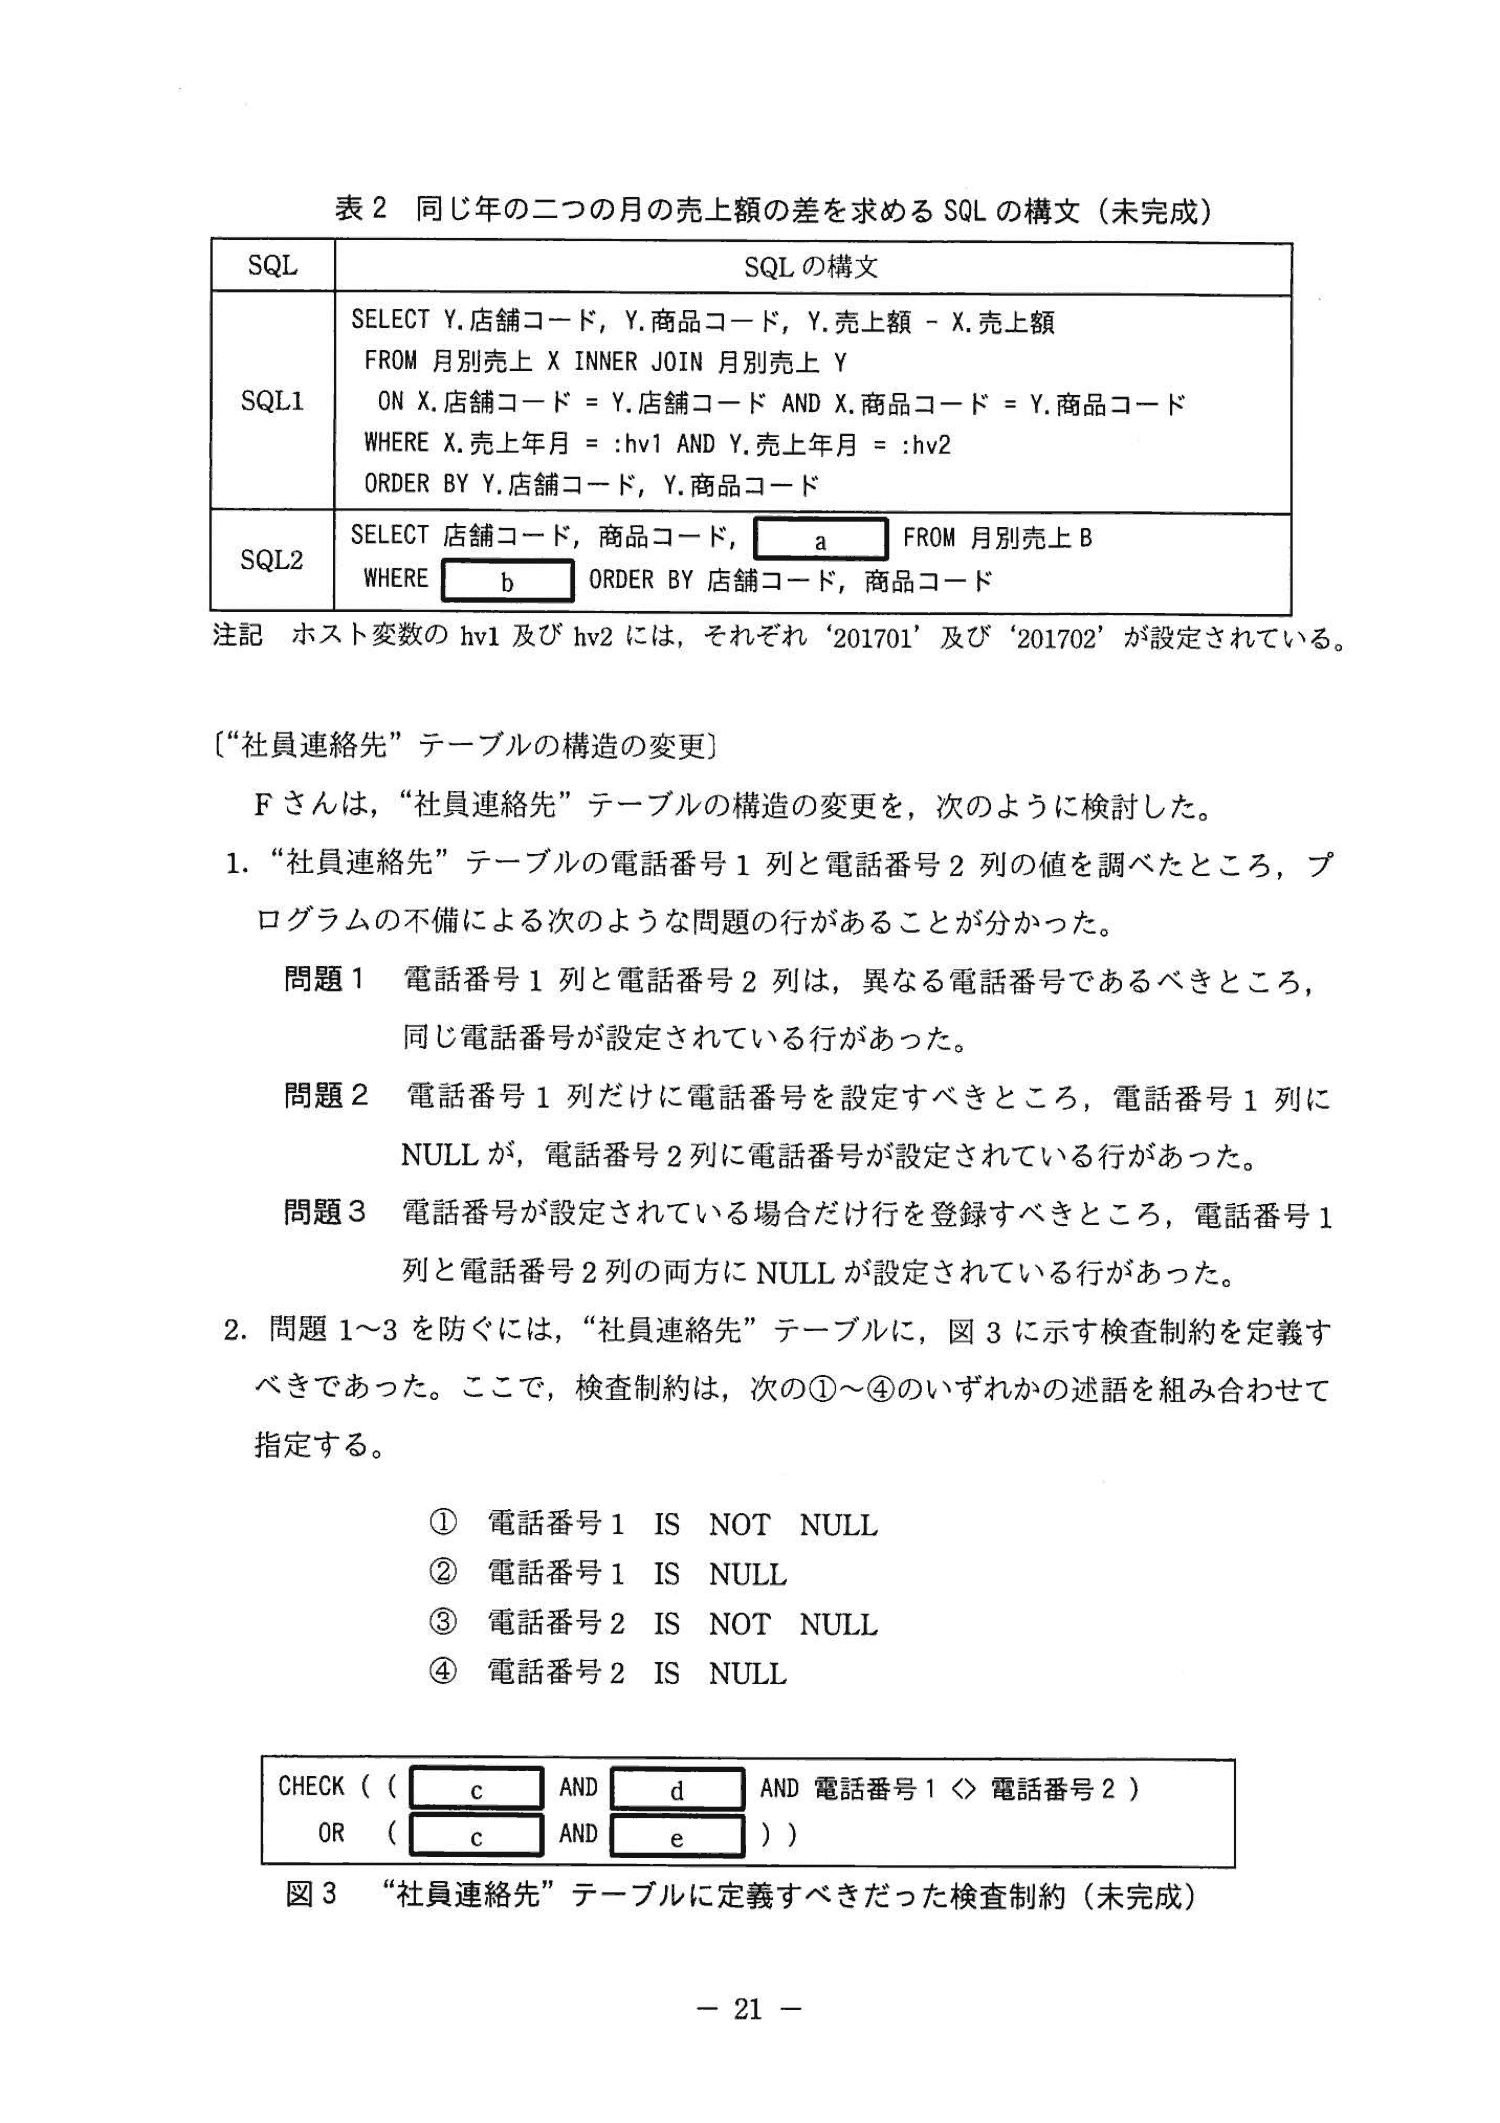 表2 同じ年の二つの月の売上額の差を求める SQL の構文（未完成）
SQL SQL の構文
SQL1
SELECT Y.店舗コード, Y.商品コード, Y.売上額 - X.売上額
FROM 月別売上 X INNER JOIN 月別売上 Y
ON X.店舗コード = Y.店舗コード AND X.商品コード = Y.商品コード
WHERE X.売上年月 = :hv1 AND Y.売上年月 = :hv2
ORDER BY Y.店舗コード, Y.商品コード
SQL2
SELECT 店舗コード, 商品コード, a FROM 月別売上B
WHERE b ORDER BY 店舗コード, 商品コード
注記 ホスト変数の hv1 及び hv2 には，それぞれ ‘201701’ 及び ‘201702’ が設定されている。
〔“社員連絡先” テーブルの構造の変更〕
F さんは，“社員連絡先” テーブルの構造の変更を，次のように検討した。
1. “社員連絡先” テーブルの電話番号 1 列と電話番号 2 列の値を調べたところ，プ
ログラムの不備による次のような問題の行があることが分かった。
問題1 電話番号 1 列と電話番号 2 列は，異なる電話番号であるべきところ，
同じ電話番号が設定されている行があった。
問題2 電話番号 1 列だけに電話番号を設定すべきところ，電話番号 1 列に
NULL が，電話番号 2 列に電話番号が設定されている行があった。
問題3 電話番号が設定されている場合だけ行を登録すべきところ，電話番号 1
列と電話番号 2 列の両方に NULL が設定されている行があった。
2. 問題 1～3 を防ぐには，“社員連絡先” テーブルに，図 3 に示す検査制約を定義す
べきであった。ここで，検査制約は，次の①～④のいずれかの述語を組み合わせて
指定する。
① 電話番号1 IS NOT NULL
② 電話番号1 IS NULL
③ 電話番号2 IS NOT NULL
④ 電話番号2 IS NULL
CHECK ( ( c AND d AND 電話番号1 <> 電話番号2 )
OR ( c AND e ) )
図3 “社員連絡先” テーブルに定義すべきだった検査制約（未完成）
－ 21 －